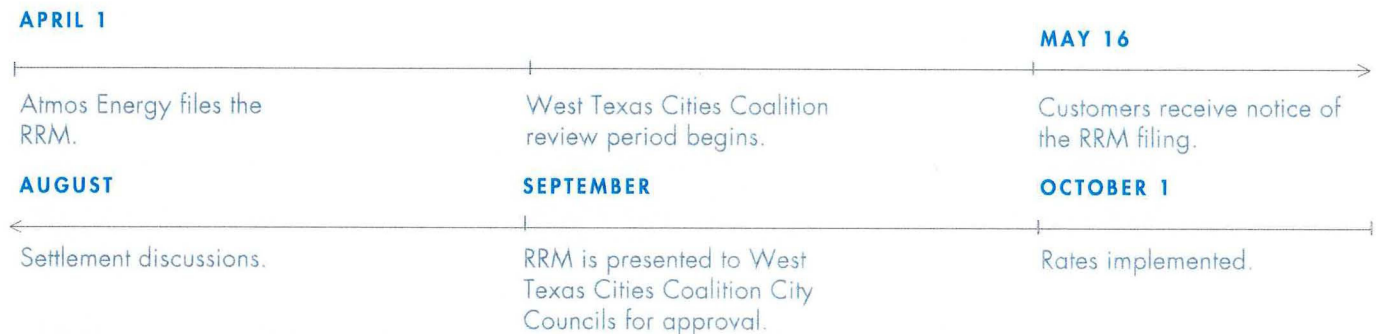 APRIL 1
MAY 16
Atmos Energy files the
RRM.
West Texas Cities Coalition
review period begins.
Customers receive notice of
the RRM filing.
AUGUST
SEPTEMBER
OCTOBER 1
Settlement discussions.
RRM is presented to West
Texas Cities Coalition City
Councils for approval.
Rates implemented.